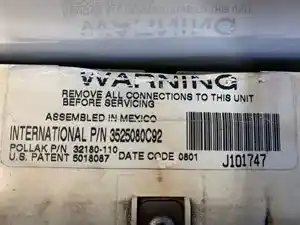 WARNING
REMOVE ALL CONNECTIONS TO THIS UNIT
BEFORE SERVICING
ASSEMBLED IN MEXICO
INTERNATIONAL P/N 3525080C92
POLLAK P/N 32180-110
U.S. PATENT 5018087 DATE CODE 0801
J101747